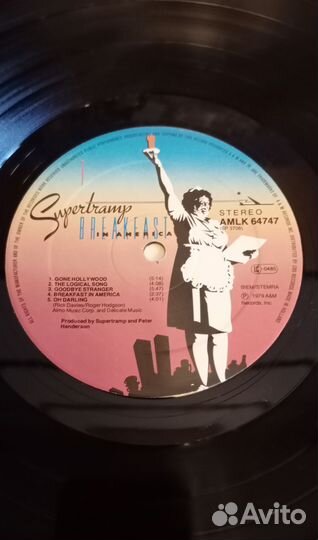 Supertramp
BREAKFAST
IN AMERICA
STEREO
AMLK 64747
(SP 3708)
1. GONE HOLLYWOOD (5:14)
2. THE LOGICAL SONG (4:08)
3. GOODBYE STRANGER (5:47)
4. BREAKFAST IN AMERICA (2:37)
5. OH DARLING (4:01)
(Rick Davies/Roger Hodgson)
Almo Music Corp. and Delicate Music
Produced by Supertramp and Peter
Henderson
LC 0485
BIEM/STEMRA
℗ 1979 A&M
Records, Inc.
Avito